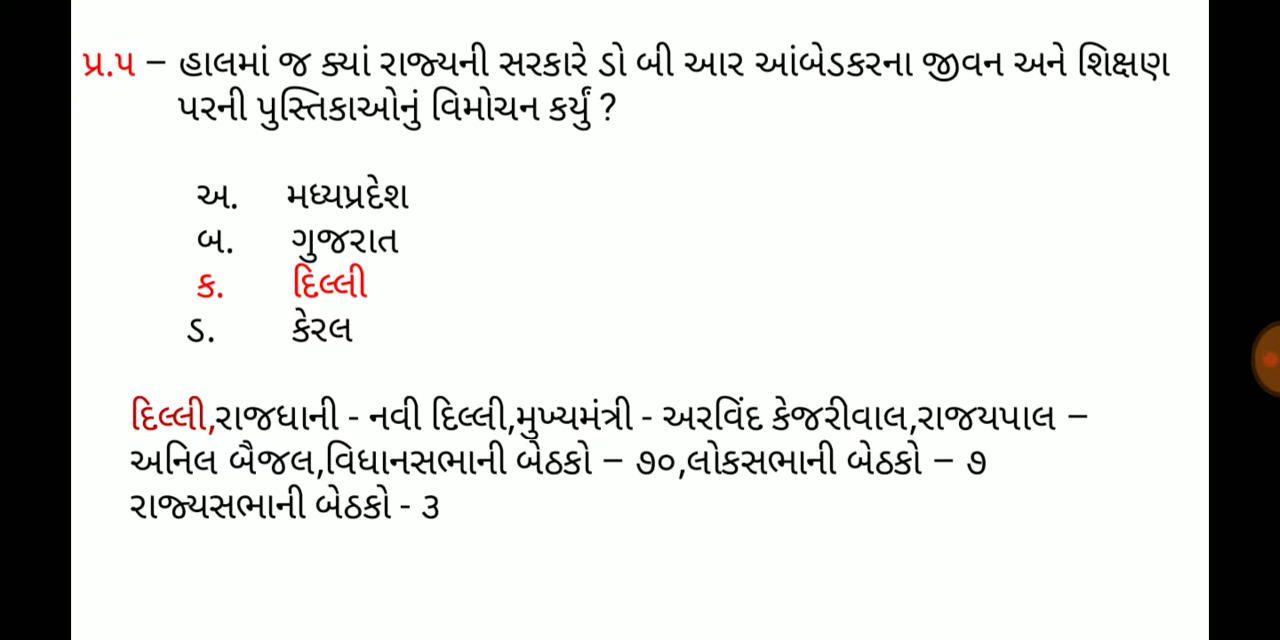 પ્ર.૫ – હાલમાં જ ક્યાં રાજ્યની સરકારે ડો બી આર આંબેડકરના જીવન અને શિક્ષણ
પરની પુસ્તિકાઓનું વિમોચન કર્યું ?
અ. મધ્યપ્રદેશ
બ. ગુજરાત
ક. દિલ્લી
ડ. કેરલ
દિલ્લી,રાજધાની - નવી દિલ્લી,મુખ્યમંત્રી - અરવિંદ કેજરીવાલ,રાજયપાલ –
અનિલ બૈજલ,વિધાનસભાની બેઠકો – ૭૦,લોકસભાની બેઠકો – ૭
રાજ્યસભાની બેઠકો - ૩